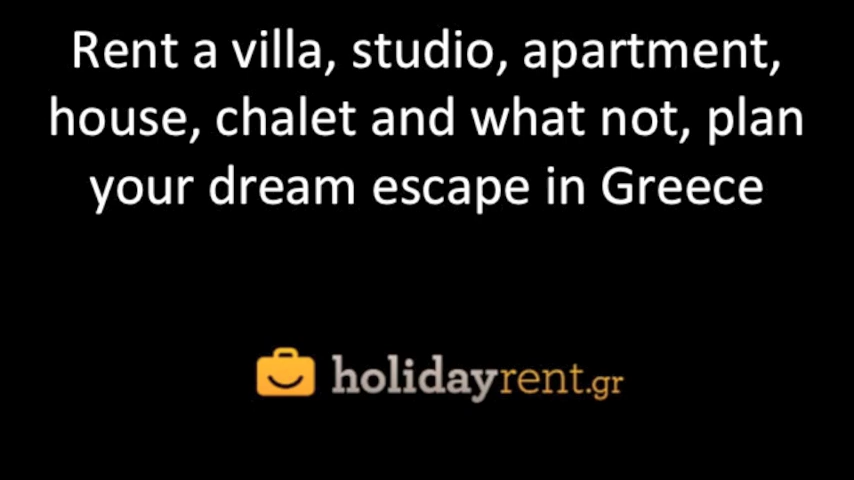 Rent a villa, studio, apartment,
house, chalet and what not, plan
your dream escape in Greece
holidayrent.gr